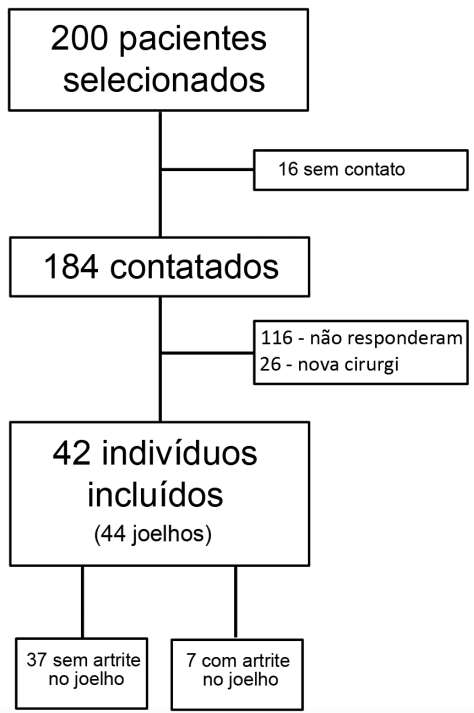 200 pacientes
selecionados
16 sem contato
184 contatados
116 - não responderam
26 - nova cirurgi
42 indivíduos
incluídos
(44 joelhos)
37 sem artrite
no joelho
7 com artrite
no joelho